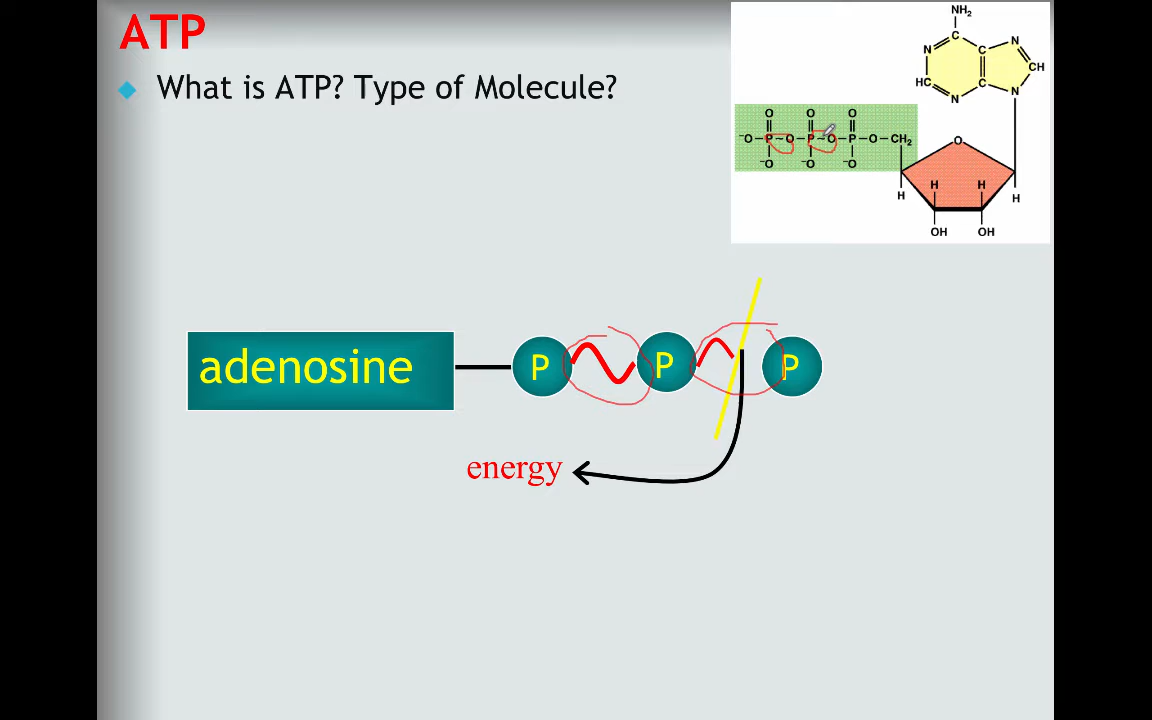 ATP
What is ATP? Type of Molecule?
NH₂
C
N C N
HC C CH
N N
O O O
⁻O P ~ O P ~ O P O CH₂ O
⁻O ⁻O ⁻O
H H
H H
OH OH
adenosine P P P
energy